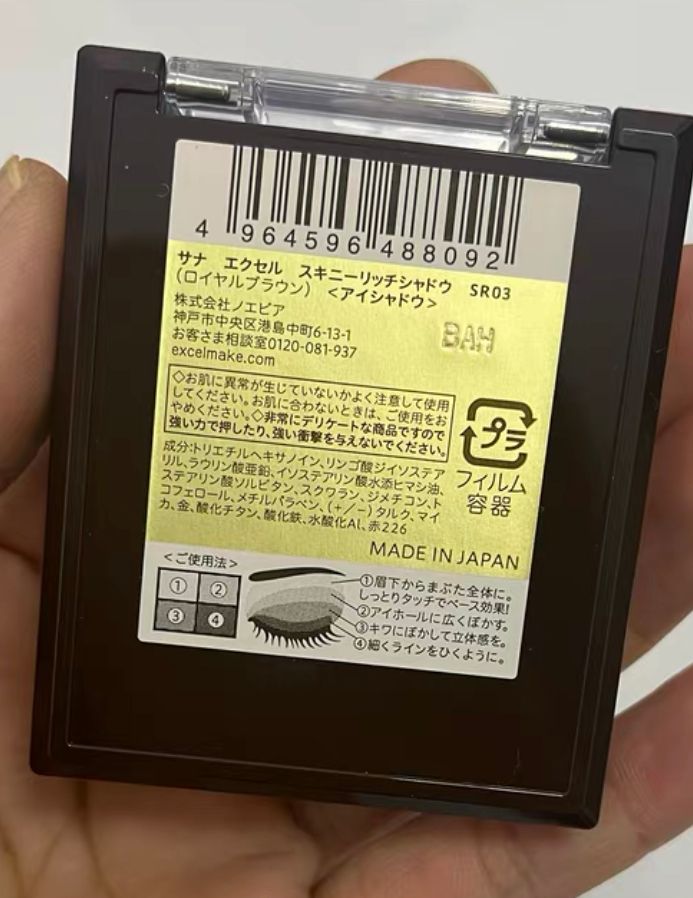 4 964596 488092
サナ エクセル スキニーリッチシャドウ SR03
（ロイヤルブラウン） <アイシャドウ>
株式会社ノエビア
神戸市中央区港島中町6-13-1
お客さま相談室0120-081-937
excelmake.com
BAH
◇お肌に異常が生じていないかよく注意して使用
してください。お肌に合わないときは、ご使用をお
やめください。◇非常にデリケートな商品ですので
強い力で押したり、強い衝撃を与えないでください。
プラ
フィルム
容器
成分:トリエチルヘキサノイン、リンゴ酸ジイソステア
リル、ラウリン酸亜鉛、イソステアリン酸水添ヒマシ油、
ステアリン酸ソルビタン、スクワラン、ジメチコン、ト
コフェロール、メチルパラベン、(+/-)タルク、マイ
カ、金、酸化チタン、酸化鉄、水酸化Al、赤226
MADE IN JAPAN
<ご使用法>
① ②
③ ④
①眉下からまぶた全体に。
しっとりタッチでベース効果!
②アイホールに広くぼかす。
③キワにぼかして立体感を。
④細くラインをひくように。